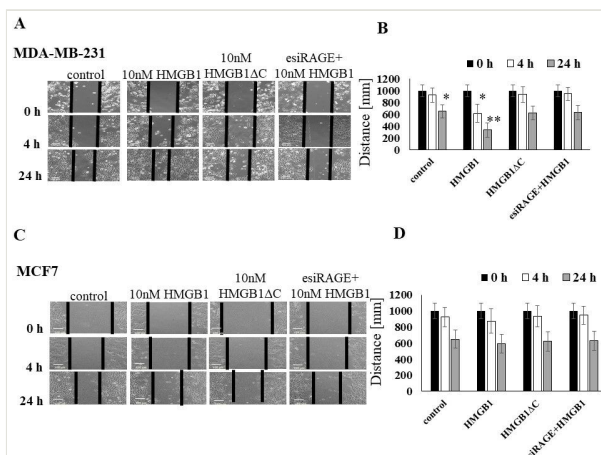 A
MDA-MB-231
control
10nM HMGB1
10nM
HMGB1ΔC
esiRAGE+
10nM HMGB1
0 h
4 h
24 h
B
0 h 4 h 24 h
Distance [mm]
1200
1000
800
600
400
200
0
*
*
**
control
HMGB1
HMGB1ΔC
esiRAGE+HMGB1
C
MCF7
control
10nM HMGB1
10nM
HMGB1ΔC
esiRAGE+
10nM HMGB1
0 h
4 h
24 h
D
0 h 4 h 24 h
Distance [mm]
1200
1000
800
600
400
200
0
control
HMGB1
HMGB1ΔC
esiRAGE+HMGB1